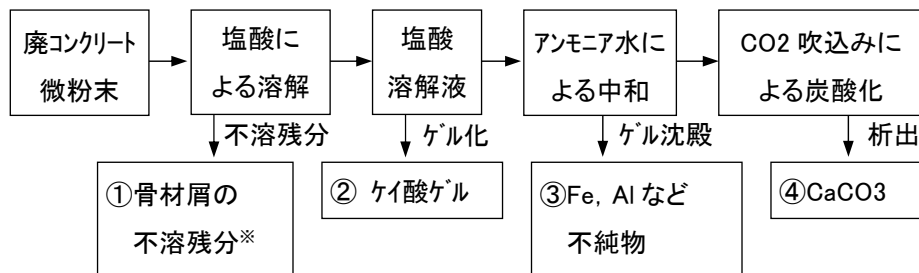 廃コンクリート
微粉末
塩酸に
よる溶解
塩酸
溶解液
アンモニア水に
よる中和
CO2 吹込みに
よる炭酸化
不溶残分
ゲル化
ゲル沈殿
析出
①骨材屑の
不溶残分※
② ケイ酸ゲル
③Fe, Al など
不純物
④CaCO3